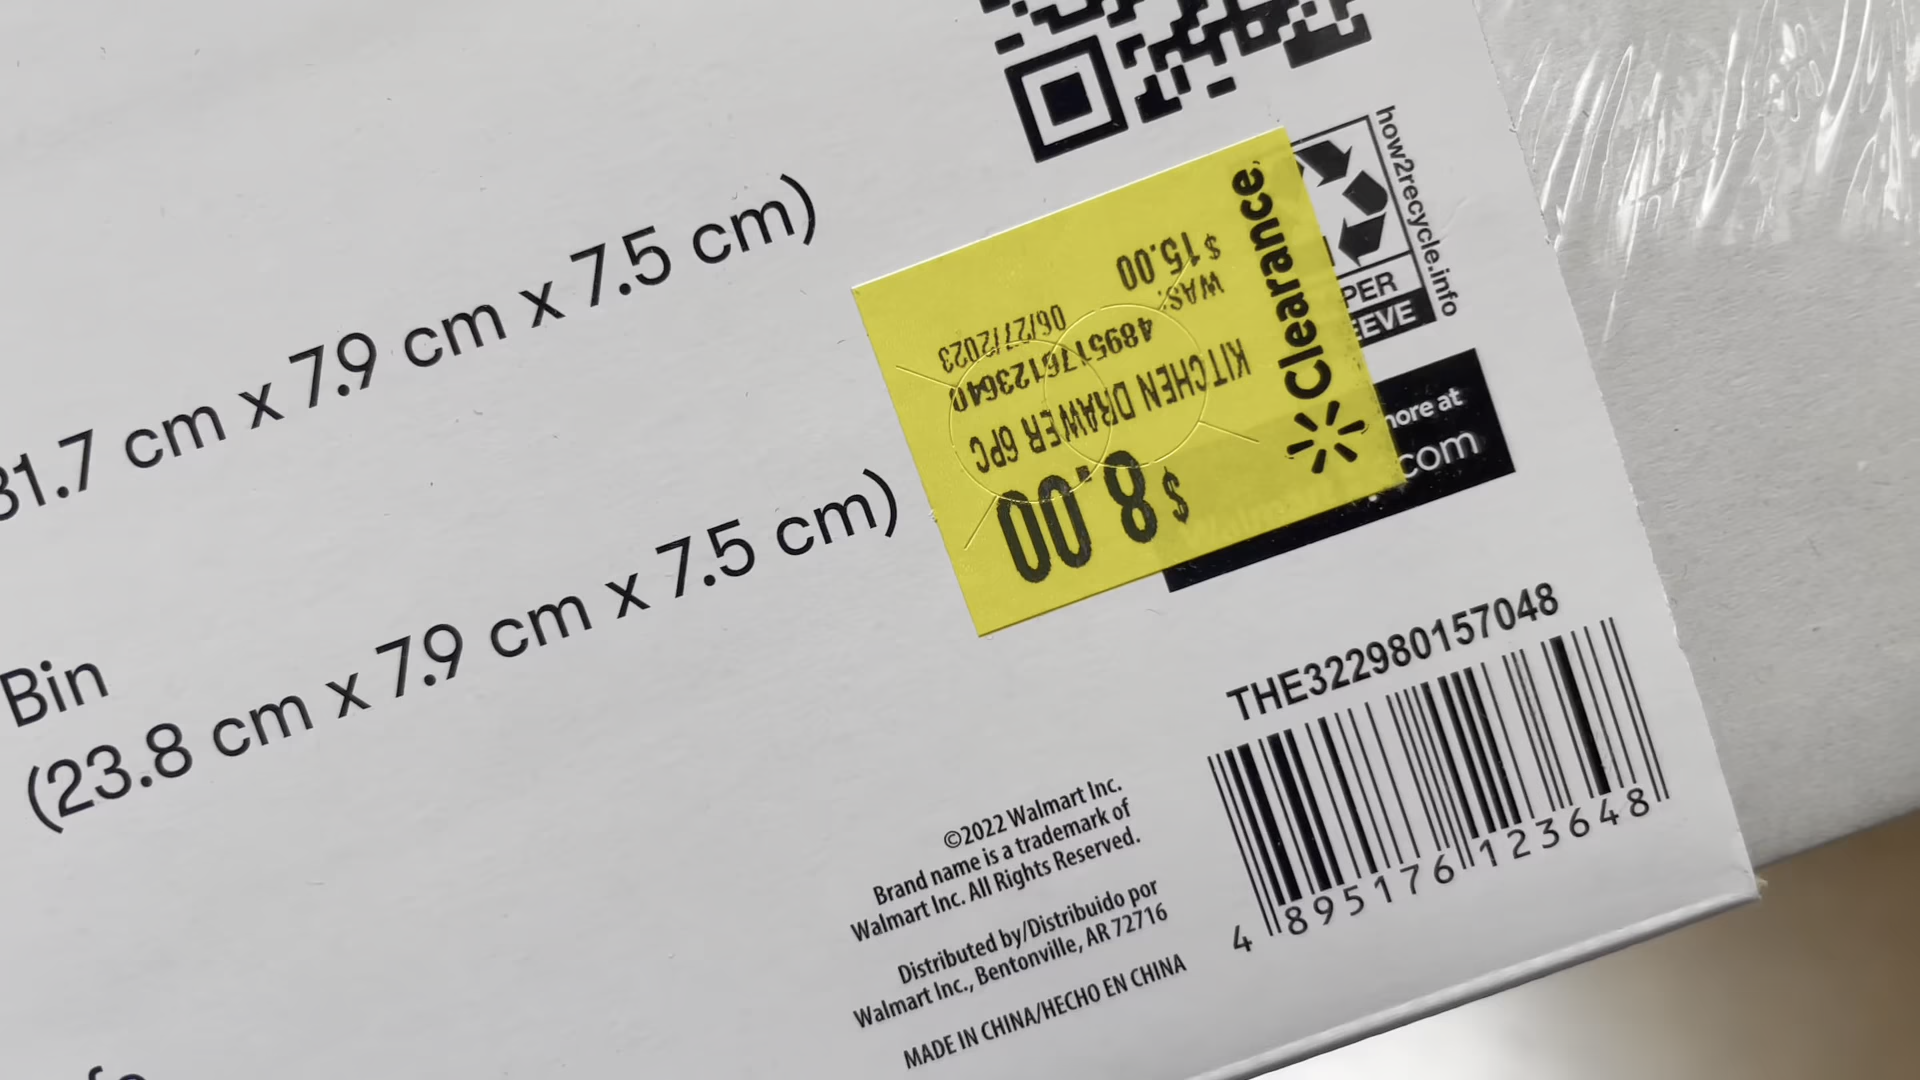 31.7 cm x 7.9 cm x 7.5 cm)
Bin
(23.8 cm x 7.9 cm x 7.5 cm)
how2recycle.info
PER
EEVE
Clearance
$8.00
KITCHEN DRAWER 6PC
489517612364
WAS: 06/27/2023
$15.00
more at
.com
THE322980157048
4 895176 123648
©2022 Walmart Inc.
Brand name is a trademark of
Walmart Inc. All Rights Reserved.
Distributed by/Distribuido por
Walmart Inc., Bentonville, AR 72716
MADE IN CHINA/HECHO EN CHINA